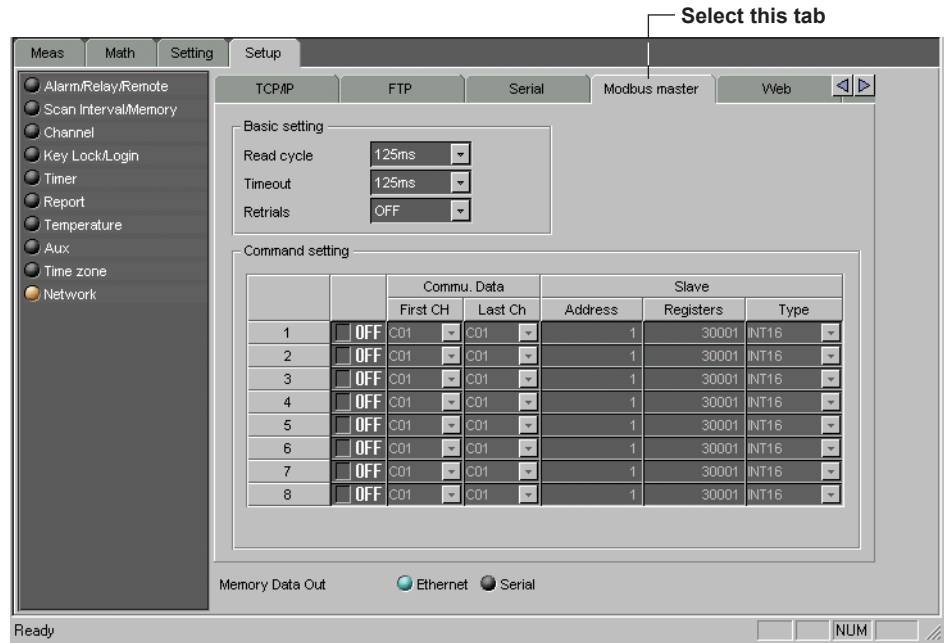 Select this tab
Meas Math Setting Setup
Alarm/Relay/Remote
Scan Interval/Memory
Channel
Key Lock/Login
Timer
Report
Temperature
Aux
Time zone
Network
TCP/IP FTP Serial Modbus master Web
Basic setting
Read cycle 125ms
Timeout 125ms
Retrials OFF
Command setting
Commu. Data Slave
First CH Last Ch Address Registers Type
1 OFF C01 C01 1 30001 INT16
2 OFF C01 C01 1 30001 INT16
3 OFF C01 C01 1 30001 INT16
4 OFF C01 C01 1 30001 INT16
5 OFF C01 C01 1 30001 INT16
6 OFF C01 C01 1 30001 INT16
7 OFF C01 C01 1 30001 INT16
8 OFF C01 C01 1 30001 INT16
Memory Data Out Ethernet Serial
Ready NUM